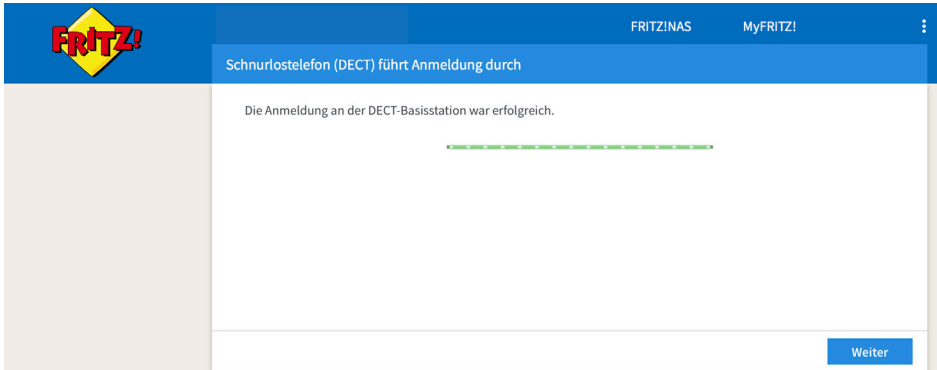 FRITZ!
FRITZ!NAS MyFRITZ!
Schnurlostelefon (DECT) führt Anmeldung durch
Die Anmeldung an der DECT-Basisstation war erfolgreich.
Weiter